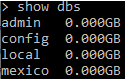 > show dbs
admin   0.000GB
config  0.000GB
local   0.000GB
mexico  0.000GB